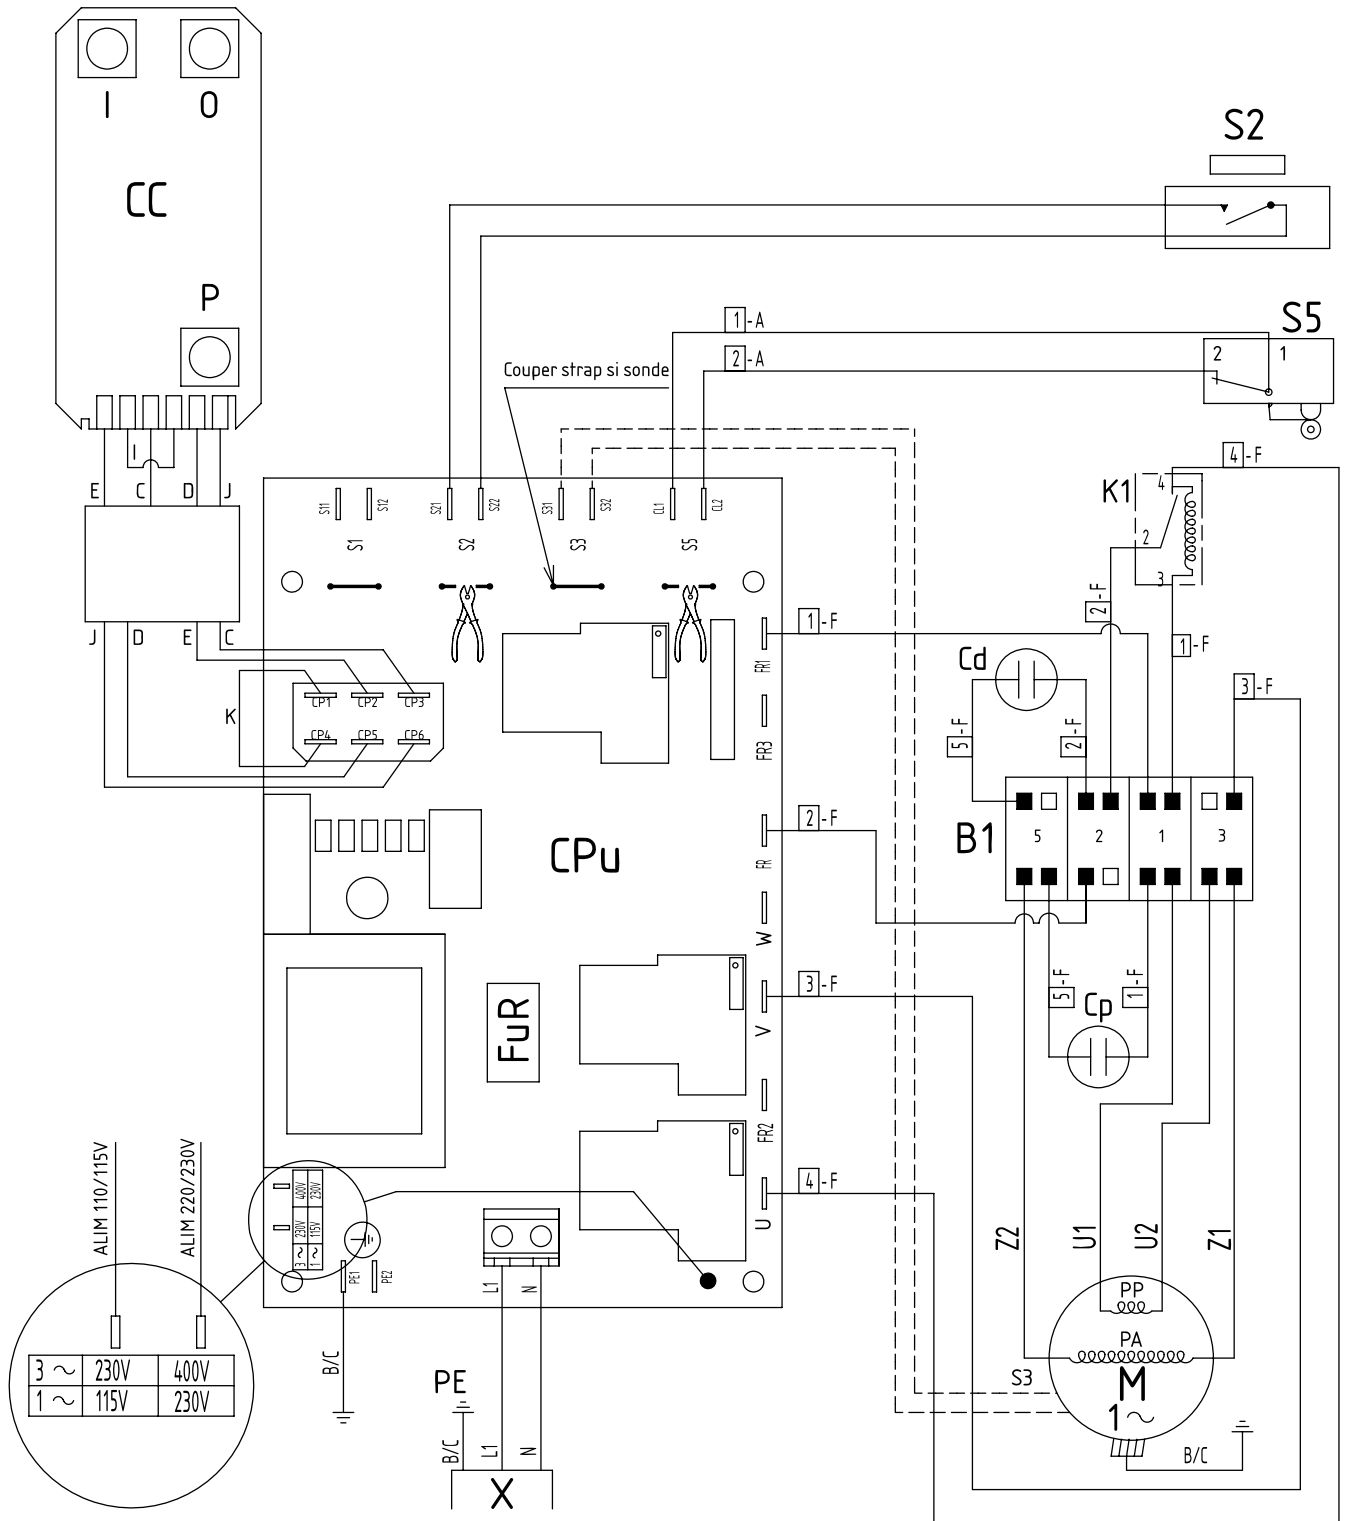 I O
CC
P
I
E C D J
J D E C
K
S2
S5
2 1
1 -A
2 -A
Couper strap si sonde
S11 S12 S21 S22 S31 S32 CL1 CL2
S1 S2 S3 S5
4 -F
K1
4
2
3
2 -F
1 -F
1 -F
3 -F
Cd
5 -F
2 -F
FR1
FR3
CP1 CP2 CP3
CP4 CP5 CP6
2 -F
FR
CPu
B1
5 2 1 3
W
3 -F
V
FuR
5 -F
1 -F
Cp
FR2
4 -F
U
ALIM 110/115V
ALIM 220/230V
400V 230V
230V 115V
3 ~ 1 ~
PE1 PE2
L1 N
B/C
3 ~ 230V 400V
1 ~ 115V 230V
PE
B/C
L1
N
X
Z2 U1 U2 Z1
PP
PA
S3
M
1 ~
B/C